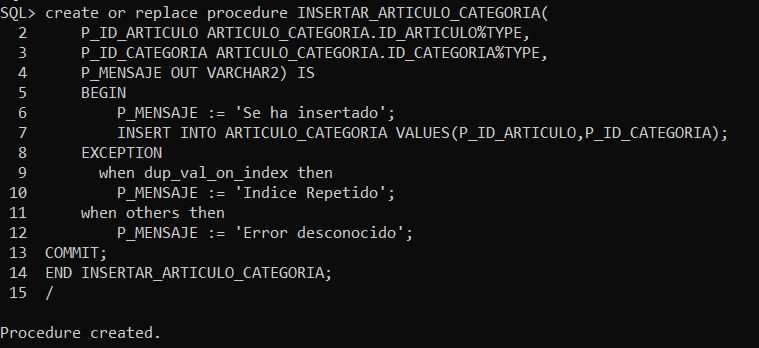 SQL> create or replace procedure INSERTAR_ARTICULO_CATEGORIA(
  2      P_ID_ARTICULO ARTICULO_CATEGORIA.ID_ARTICULO%TYPE,
  3      P_ID_CATEGORIA ARTICULO_CATEGORIA.ID_CATEGORIA%TYPE,
  4      P_MENSAJE OUT VARCHAR2) IS
  5      BEGIN
  6          P_MENSAJE := 'Se ha insertado';
  7          INSERT INTO ARTICULO_CATEGORIA VALUES(P_ID_ARTICULO,P_ID_CATEGORIA);
  8      EXCEPTION
  9        when dup_val_on_index then
 10          P_MENSAJE := 'Indice Repetido';
 11      when others then
 12          P_MENSAJE := 'Error desconocido';
 13  COMMIT;
 14  END INSERTAR_ARTICULO_CATEGORIA;
 15  /

Procedure created.